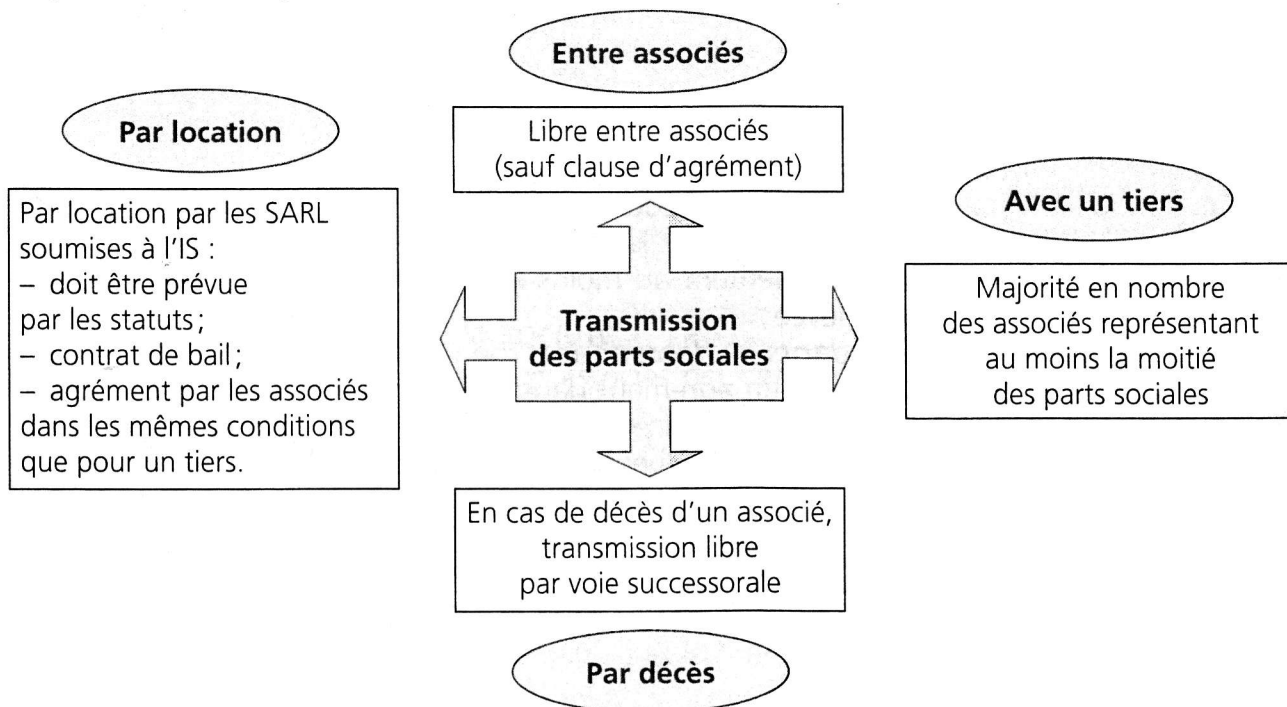 Entre associés
Libre entre associés
(sauf clause d'agrément)
Par location
Par location par les SARL
soumises à l'IS :
– doit être prévue
par les statuts ;
– contrat de bail ;
– agrément par les associés
dans les mêmes conditions
que pour un tiers.
Transmission
des parts sociales
Avec un tiers
Majorité en nombre
des associés représentant
au moins la moitié
des parts sociales
En cas de décès d'un associé,
transmission libre
par voie successorale
Par décès